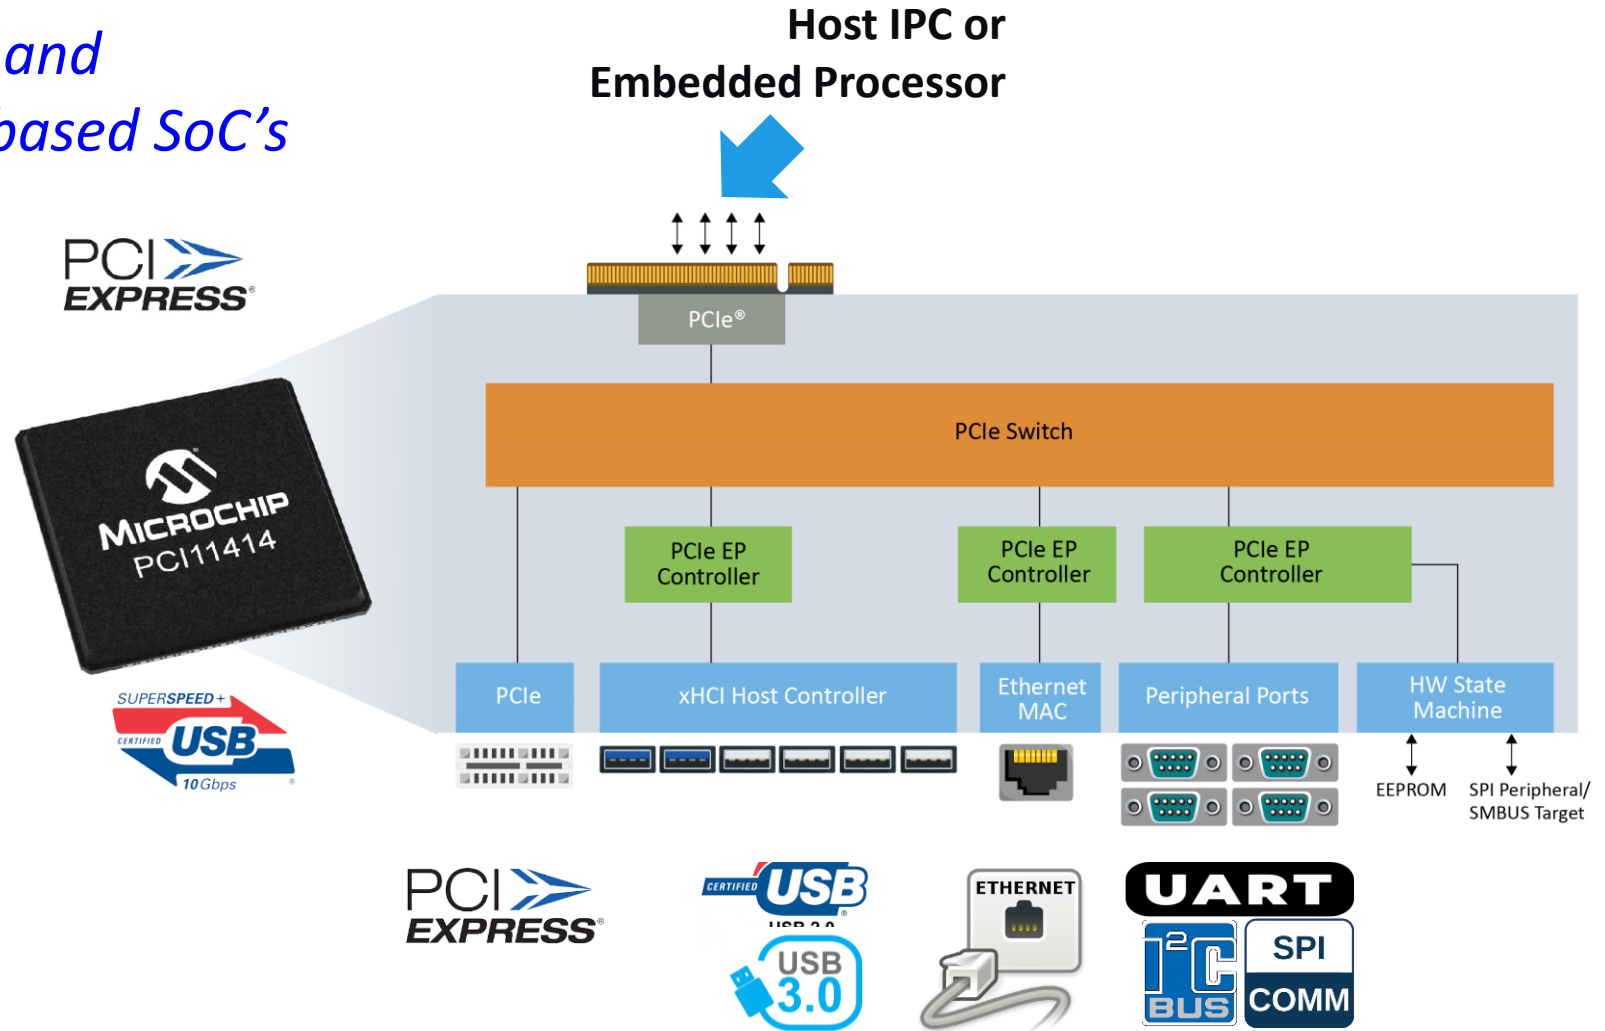 and
based SoC’s
Host IPC or
Embedded Processor
PCI
EXPRESS®
PCIe®
PCIe Switch
MICROCHIP
PCI11414
PCIe EP
Controller
PCIe EP
Controller
PCIe EP
Controller
PCIe
xHCI Host Controller
Ethernet
MAC
Peripheral Ports
HW State
Machine
SUPERSPEED+
CERTIFIED USB
10Gbps ®
EEPROM
SPI Peripheral/
SMBUS Target
PCI
EXPRESS®
CERTIFIED USB®
USB
3.0
ETHERNET
UART
I²C
BUS
SPI
COMM